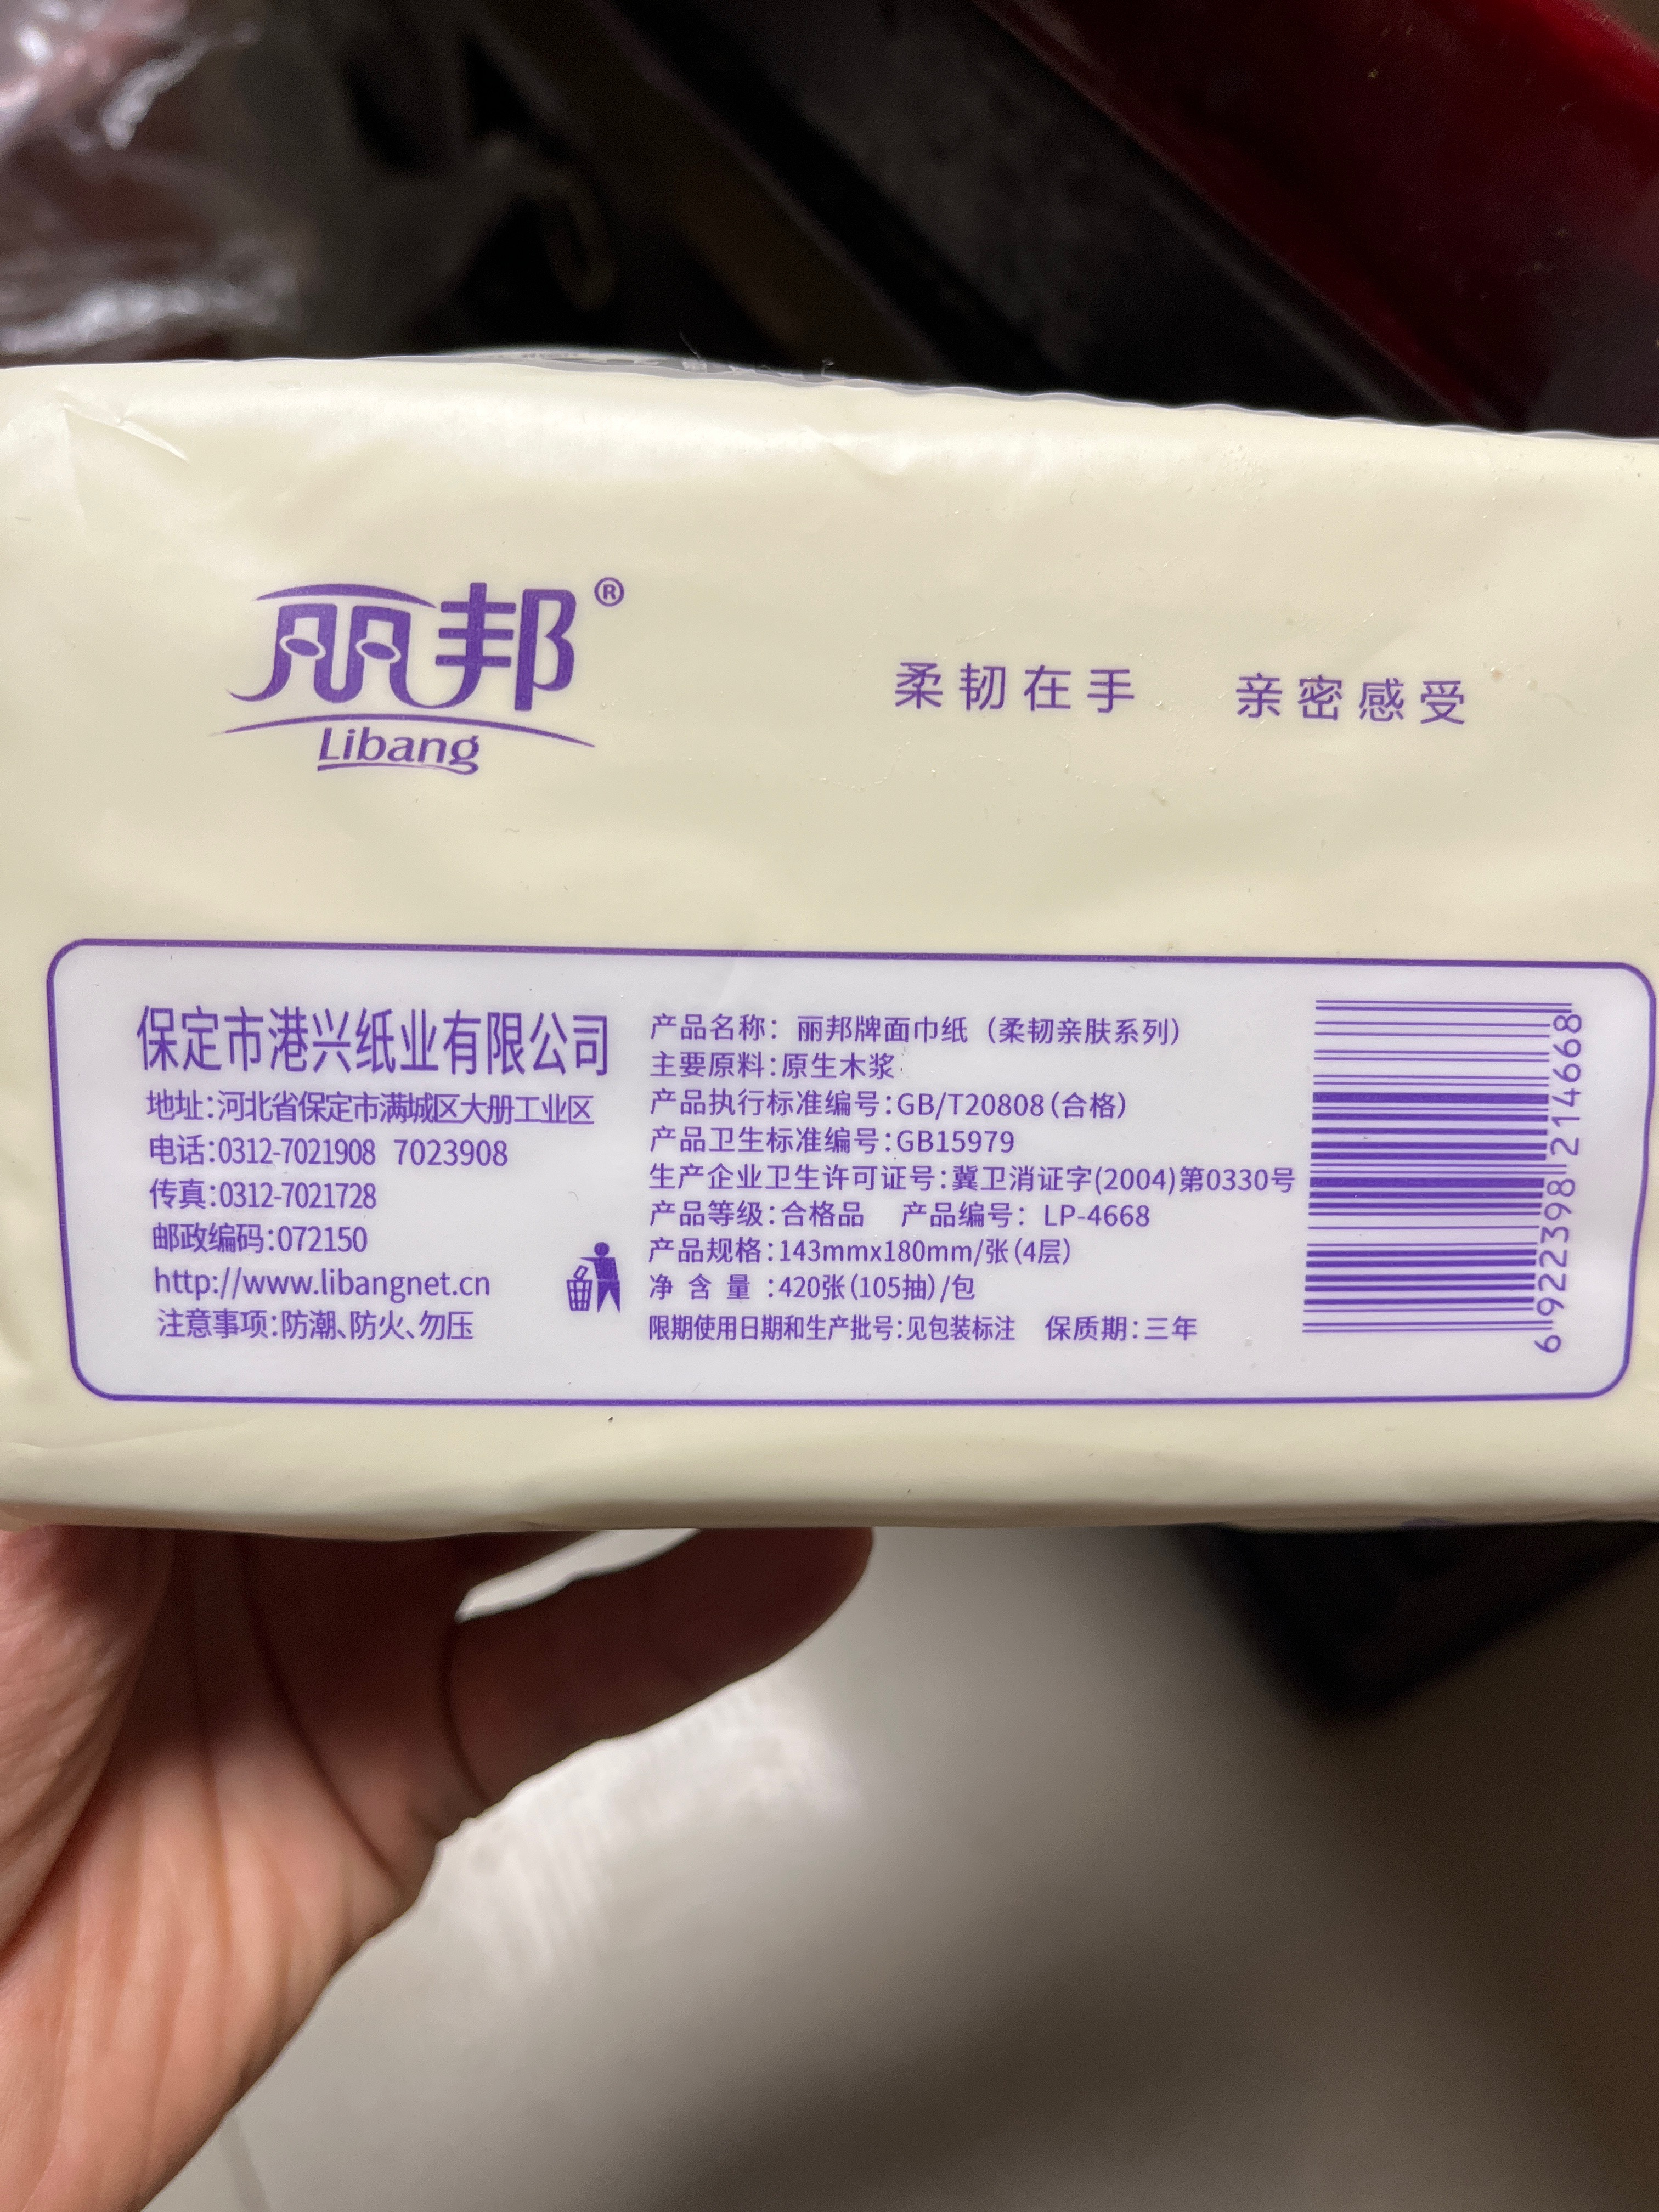 丽邦®
Libang
柔韧在手 亲密感受
保定市港兴纸业有限公司
地址:河北省保定市满城区大册工业区
电话:0312-7021908 7023908
传真:0312-7021728
邮政编码:072150
http://www.libangnet.cn
注意事项:防潮、防火、勿压
产品名称：丽邦牌面巾纸（柔韧亲肤系列）
主要原料:原生木浆
产品执行标准编号:GB/T20808(合格)
产品卫生标准编号:GB15979
生产企业卫生许可证号:冀卫消证字(2004)第0330号
产品等级:合格品 产品编号：LP-4668
产品规格:143mmx180mm/张(4层)
净含量:420张(105抽)/包
限期使用日期和生产批号:见包装标注 保质期:三年
6922398214668